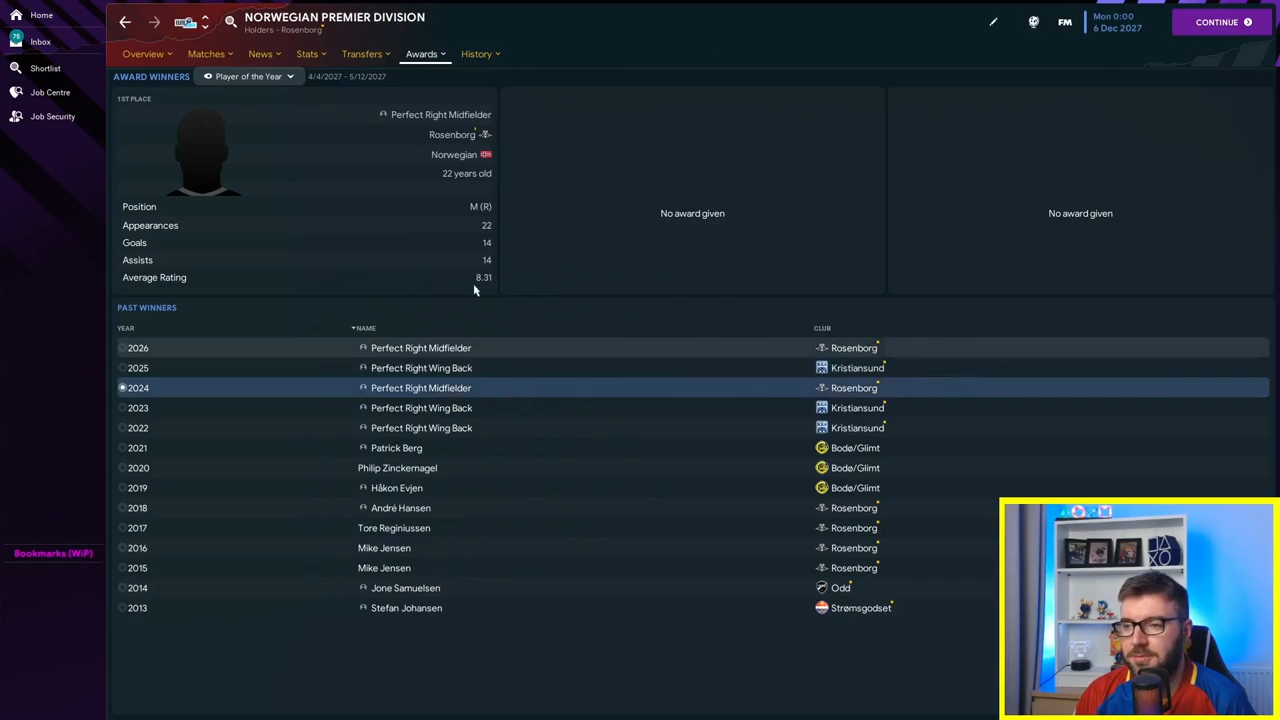 Home
NORWEGIAN PREMIER DIVISION
Holders - Rosenborg
FM
Mon 0:00
6 Dec 2027
CONTINUE
75
Inbox
Overview
Matches
News
Stats
Transfers
Awards
History
Shortlist
Job Centre
Job Security
Bookmarks (WiP)
AWARD WINNERS
Player of the Year
4/4/2027 - 5/12/2027
1ST PLACE
Perfect Right Midfielder
Rosenborg
Norwegian
22 years old
Position M (R)
Appearances 22
Goals 14
Assists 14
Average Rating 8.31
No award given
No award given
PAST WINNERS
YEAR NAME CLUB
2026 Perfect Right Midfielder Rosenborg
2025 Perfect Right Wing Back Kristiansund
2024 Perfect Right Midfielder Rosenborg
2023 Perfect Right Wing Back Kristiansund
2022 Perfect Right Wing Back Kristiansund
2021 Patrick Berg Bodø/Glimt
2020 Philip Zinckernagel Bodø/Glimt
2019 Håkon Evjen Bodø/Glimt
2018 André Hansen Rosenborg
2017 Tore Reginiussen Rosenborg
2016 Mike Jensen Rosenborg
2015 Mike Jensen Rosenborg
2014 Jone Samuelsen Odd
2013 Stefan Johansen Strømsgodset